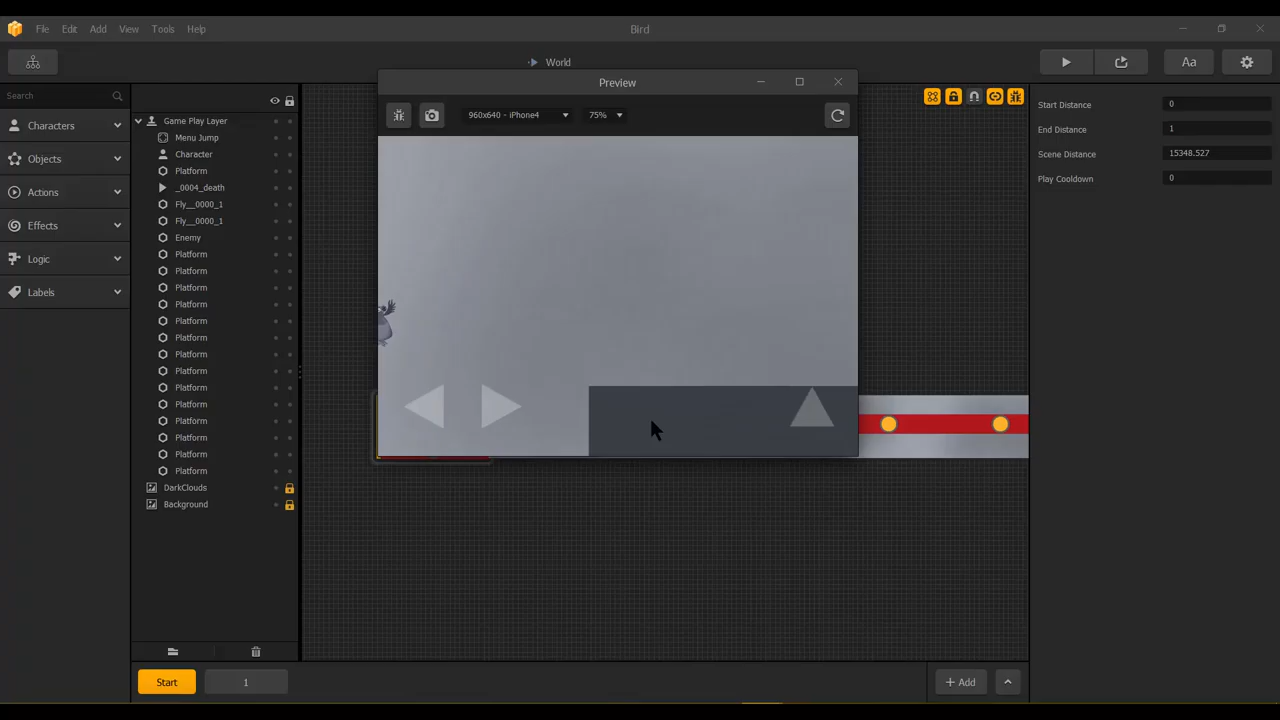 File Edit Add View Tools Help
Bird
World
Aa
Preview
960x640 - iPhone4
75%
Search
Characters
Objects
Actions
Effects
Logic
Labels
Game Play Layer
Menu Jump
Character
Platform
_0004_death
Fly__0000_1
Fly__0000_1
Enemy
Platform
Platform
Platform
Platform
Platform
Platform
Platform
Platform
Platform
Platform
Platform
Platform
Platform
Platform
DarkClouds
Background
Start Distance 0
End Distance 1
Scene Distance 15348.527
Play Cooldown 0
Start
1
+ Add